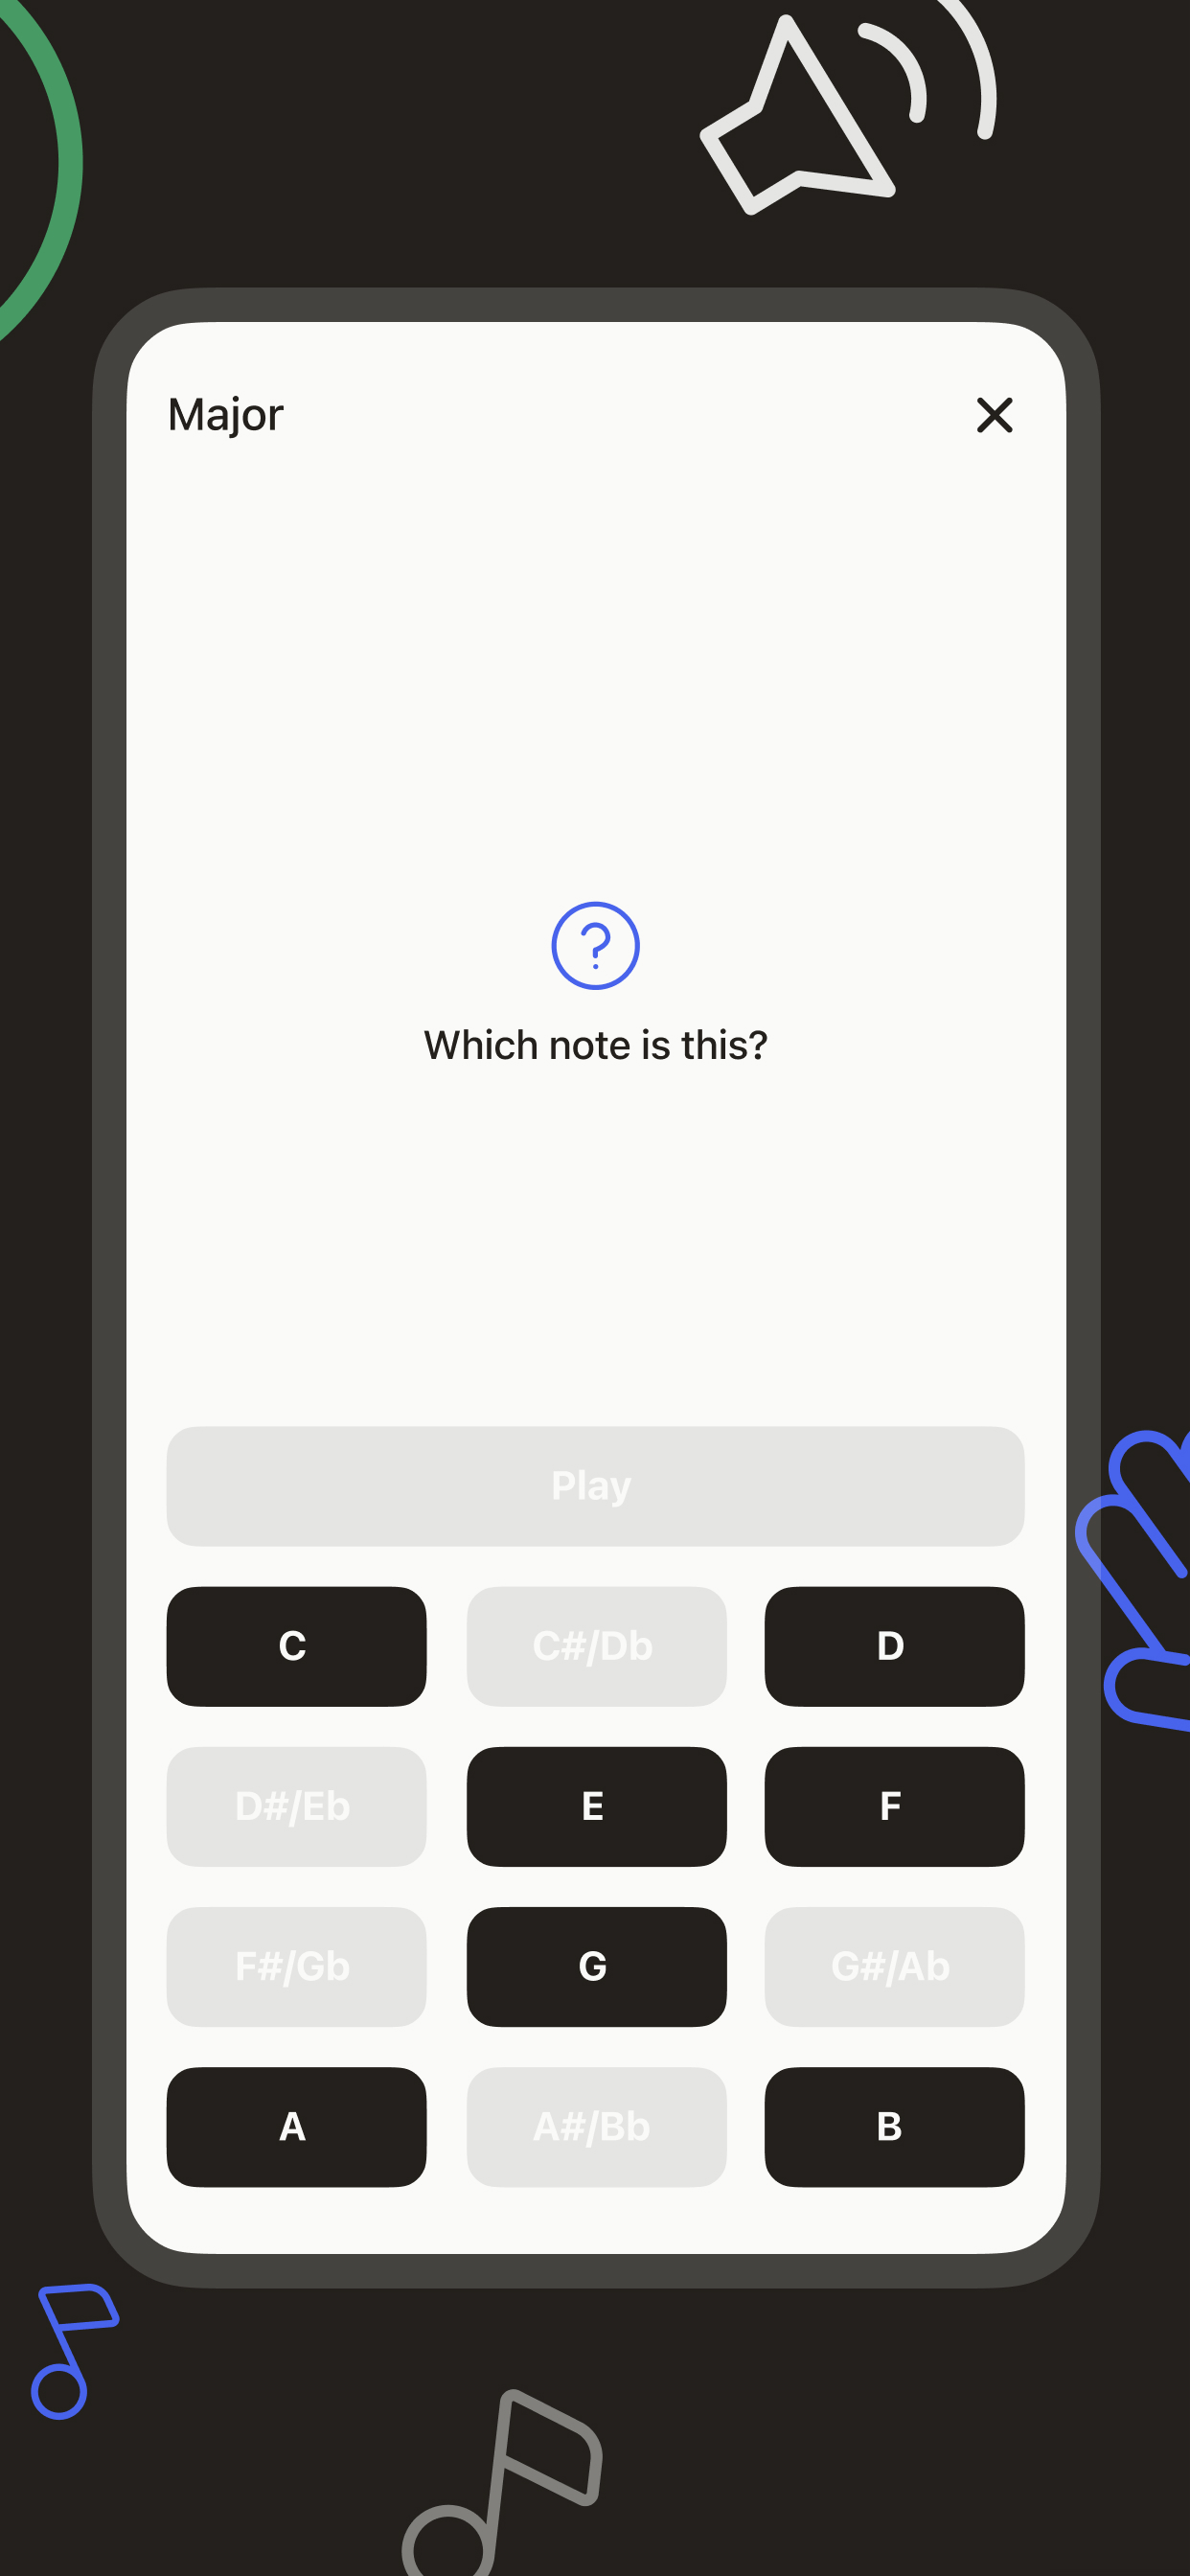 Major
?
Which note is this?
Play
C
C#/Db
D
D#/Eb
E
F
F#/Gb
G
G#/Ab
A
A#/Bb
B